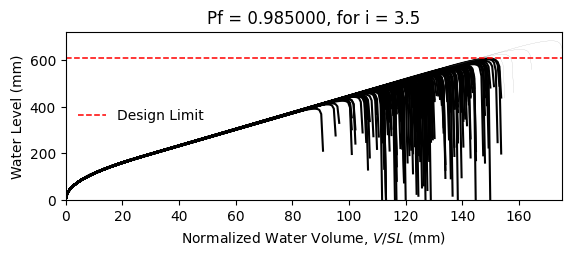 Pf = 0.985000, for i = 3.5
Water Level (mm)
600
400
200
0
Design Limit
0 20 40 60 80 100 120 140 160
Normalized Water Volume, V/SL (mm)